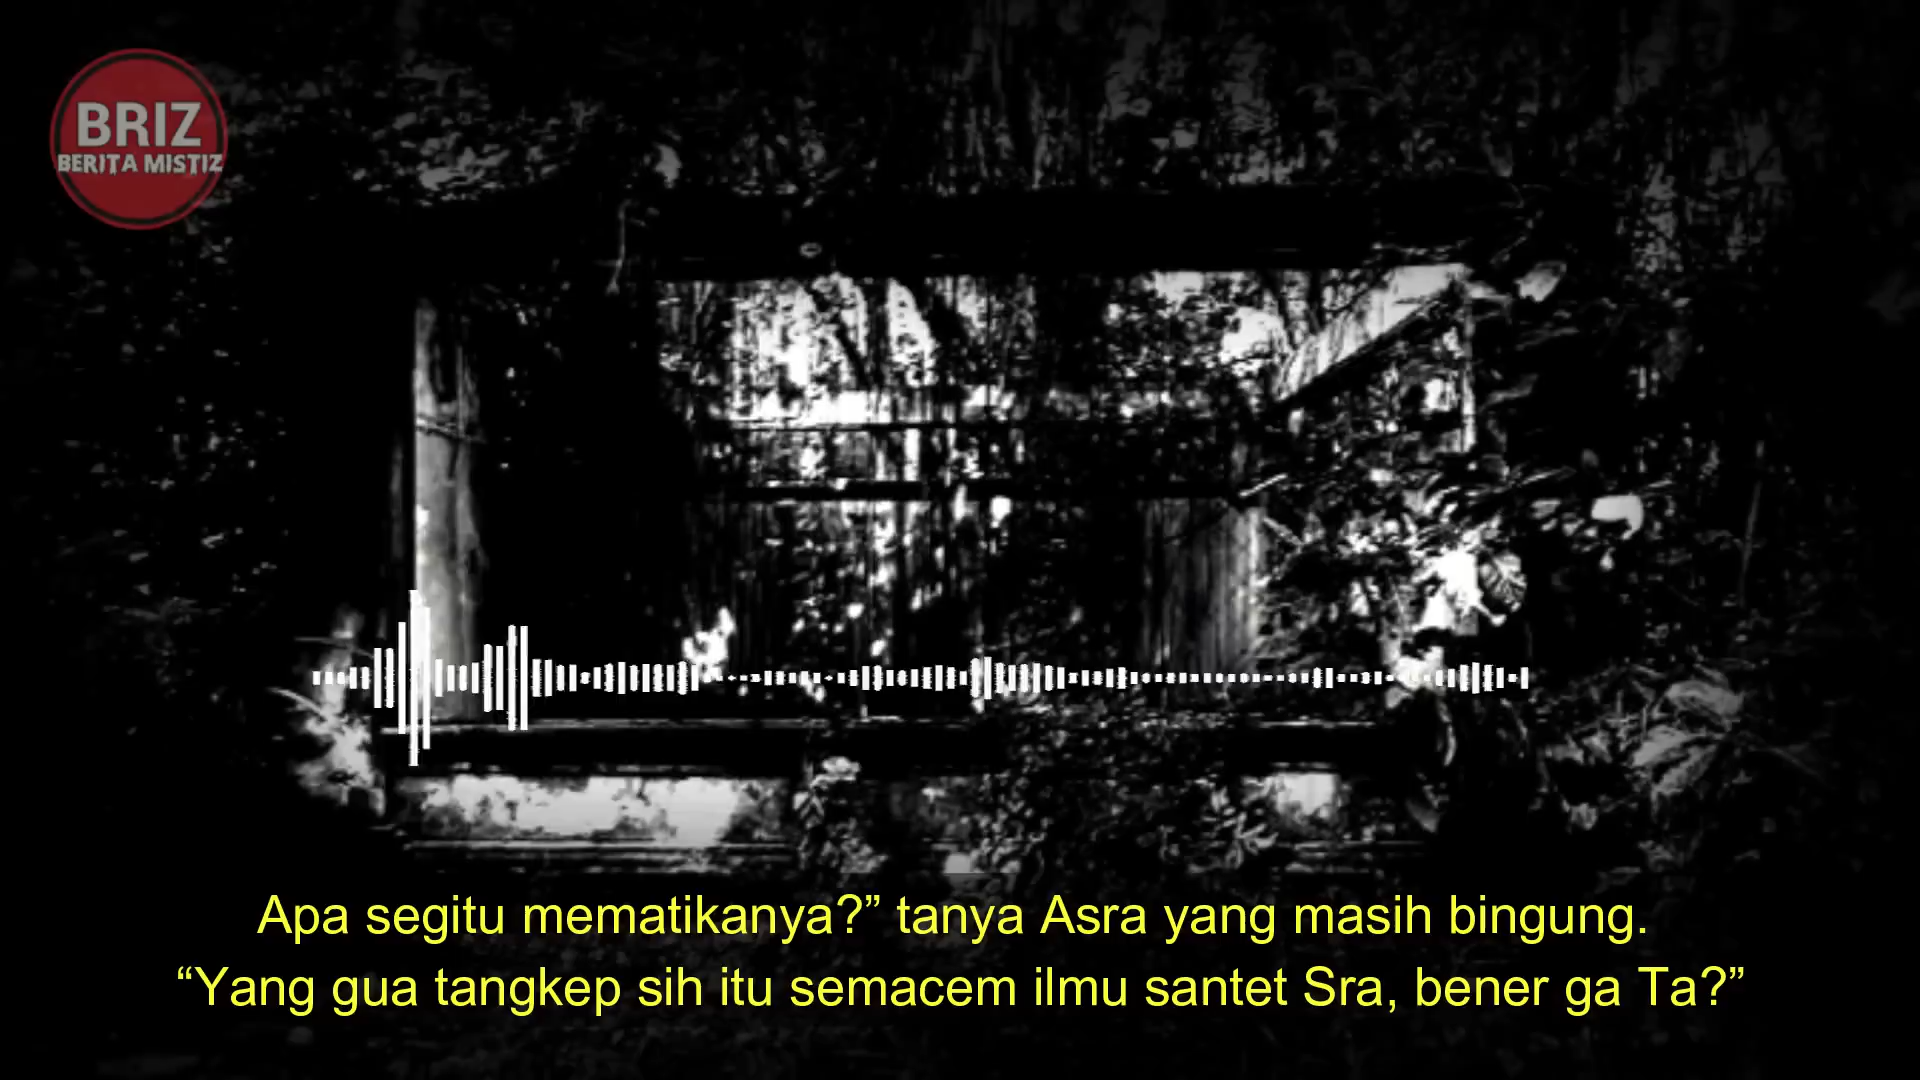 BRIZ
BERITA MISTIZ
Apa segitu mematikanya?” tanya Asra yang masih bingung.
“Yang gua tangkep sih itu semacem ilmu santet Sra, bener ga Ta?”